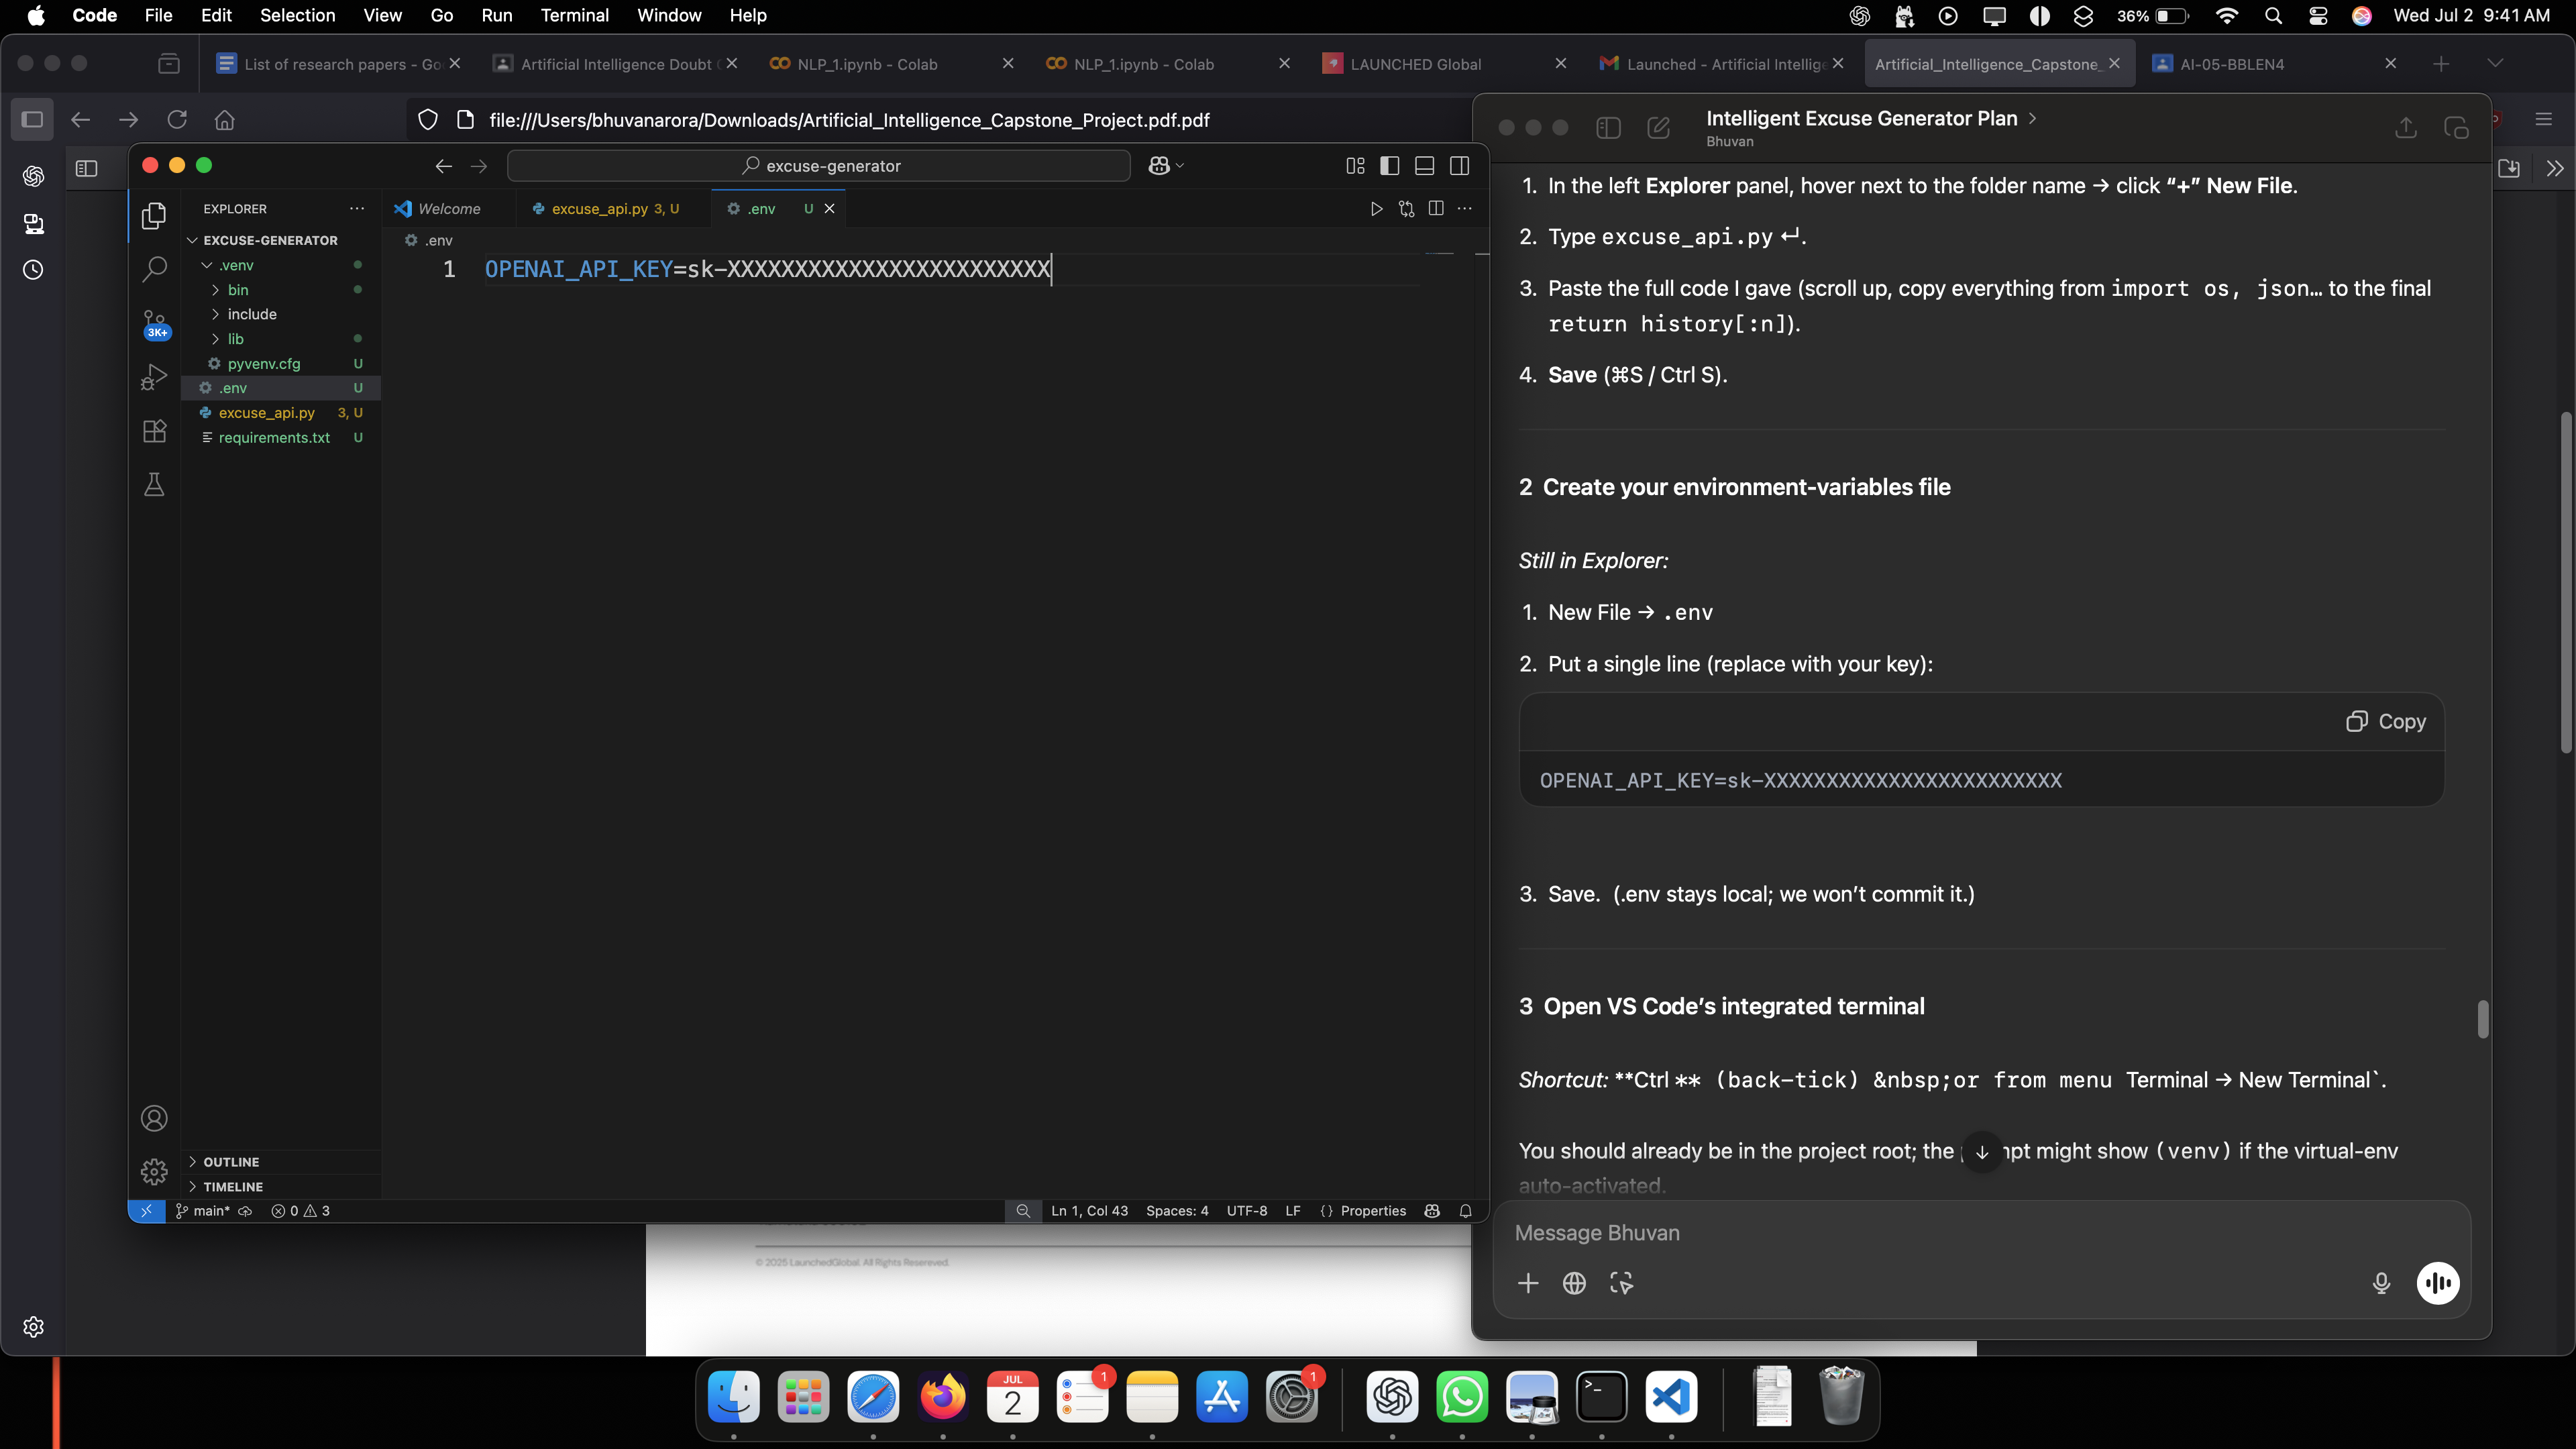 Code File Edit Selection View Go Run Terminal Window Help
36% Wed Jul 2 9:41 AM
List of research papers - Go
Artificial Intelligence Doubt
NLP_1.ipynb - Colab
NLP_1.ipynb - Colab
LAUNCHED Global
Launched - Artificial Intellige
Artificial_Intelligence_Capstone_
AI-05-BBLEN4
file:///Users/bhuvanarora/Downloads/Artificial_Intelligence_Capstone_Project.pdf.pdf
excuse-generator
EXPLORER
EXCUSE-GENERATOR
.venv
bin
include
lib
pyvenv.cfg U
.env U
excuse_api.py 3, U
requirements.txt U
3K+
OUTLINE
TIMELINE
Welcome
excuse_api.py 3, U
.env U
.env
1 OPENAI_API_KEY=sk-XXXXXXXXXXXXXXXXXXXXXXXX
main* 0 3
Ln 1, Col 43 Spaces: 4 UTF-8 LF {} Properties
© 2025 LaunchedGlobal. All Rights Resereved.
Intelligent Excuse Generator Plan >
Bhuvan
1. In the left Explorer panel, hover next to the folder name → click “+” New File.
2. Type excuse_api.py ↵.
3. Paste the full code I gave (scroll up, copy everything from import os, json… to the final
return history[:n]).
4. Save (⌘S / Ctrl S).
2 Create your environment-variables file
Still in Explorer:
1. New File → .env
2. Put a single line (replace with your key):
Copy
OPENAI_API_KEY=sk-XXXXXXXXXXXXXXXXXXXXXXXX
3. Save. (.env stays local; we won’t commit it.)
3 Open VS Code’s integrated terminal
Shortcut: **Ctrl ** (back-tick) &nbsp;or from menu Terminal → New Terminal`.
You should already be in the project root; the mpt might show (venv) if the virtual-env
auto-activated.
Message Bhuvan
JUL
2
1
1